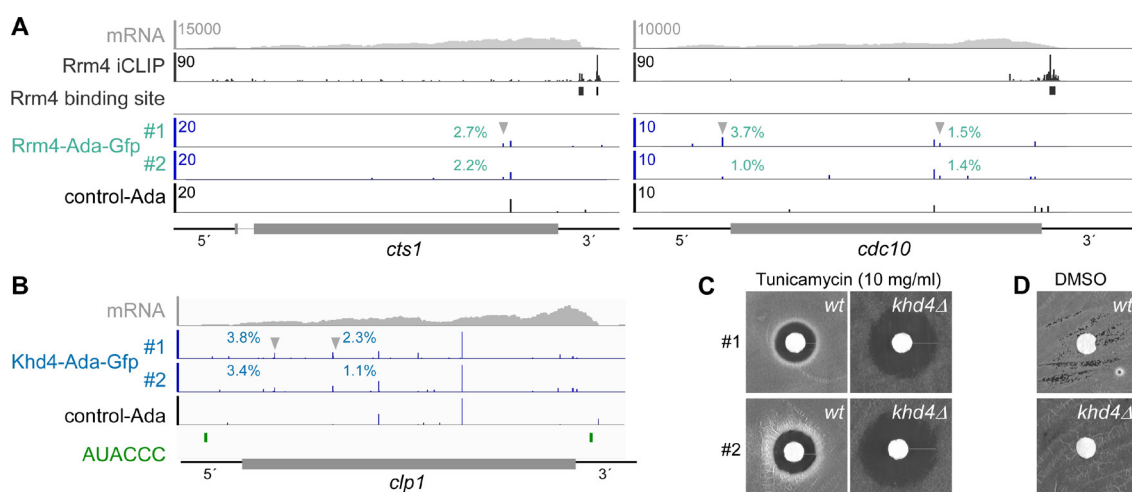 A
mRNA
15000
10000
Rrm4 iCLIP
90
90
Rrm4 binding site
Rrm4-Ada-Gfp
#1
20
2.7%
10
3.7%
1.5%
#2
20
2.2%
10
1.0%
1.4%
control-Ada
20
10
5´
cts1
3´
5´
cdc10
3´
B
mRNA
Khd4-Ada-Gfp
#1
3.8%
2.3%
#2
3.4%
1.1%
control-Ada
AUACCC
5´
clp1
3´
C
Tunicamycin (10 mg/ml)
#1
wt
khd4Δ
#2
wt
khd4Δ
D
DMSO
wt
khd4Δ